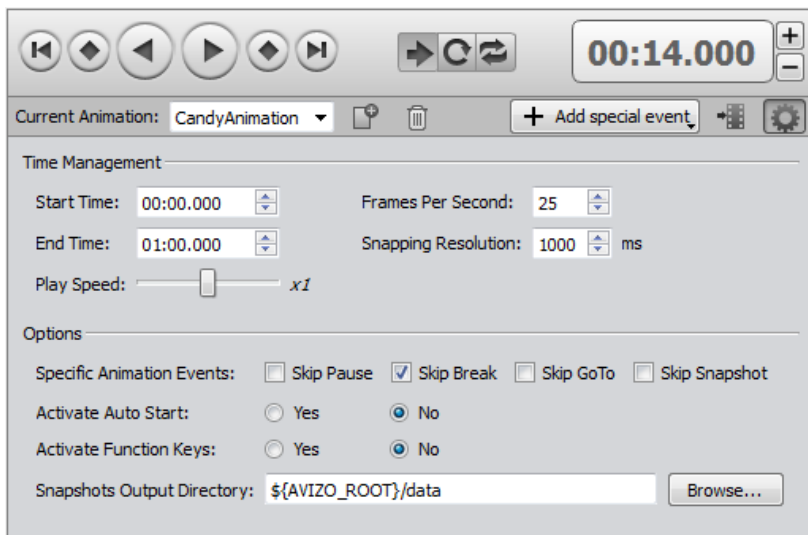 00:14.000
Current Animation: CandyAnimation Add special event
Time Management
Start Time: 00:00.000 Frames Per Second: 25
End Time: 01:00.000 Snapping Resolution: 1000 ms
Play Speed: x1
Options
Specific Animation Events: Skip Pause Skip Break Skip GoTo Skip Snapshot
Activate Auto Start: Yes No
Activate Function Keys: Yes No
Snapshots Output Directory: ${AVIZO_ROOT}/data Browse...